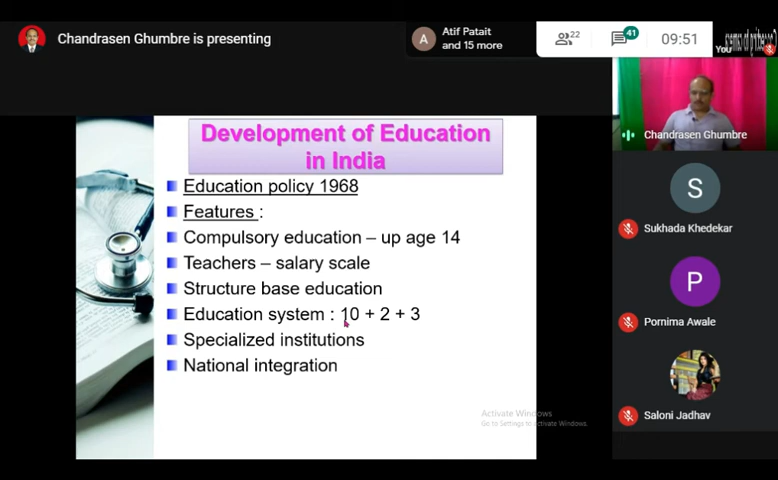 Chandrasen Ghumbre is presenting
A
Atif Patait
and 15 more
22
41
09:51
You
Chandrasen Ghumbre
Development of Education
in India
Education policy 1968
Features :
Compulsory education – up age 14
Teachers – salary scale
Structure base education
Education system : 10 + 2 + 3
Specialized institutions
National integration
S
Sukhada Khedekar
P
Pornima Awale
Saloni Jadhav
Activate Windows
Go to Settings to activate Windows.